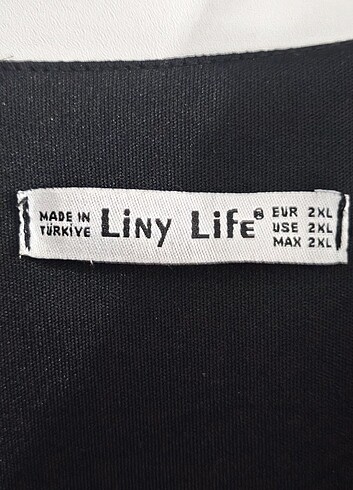 MADE IN
TÜRKİYE
LiNY LiFE®
EUR 2XL
USE 2XL
MAX 2XL